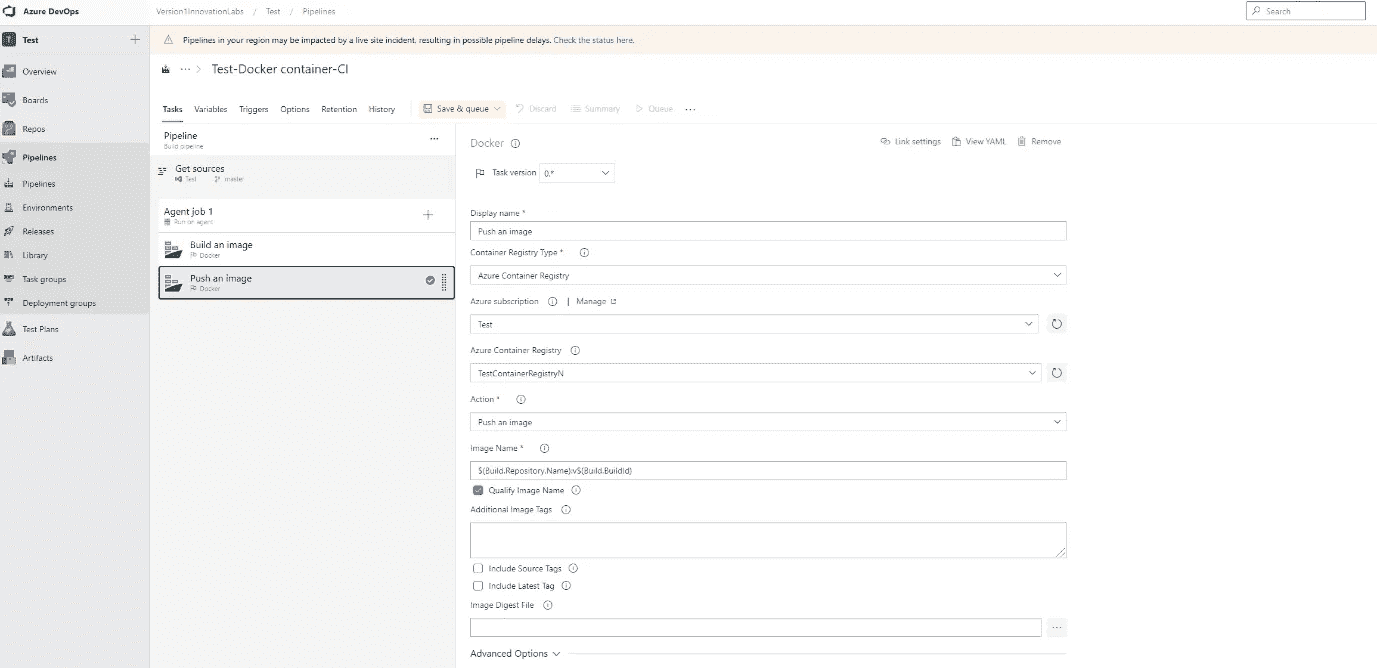 Azure DevOps
Version1InnovationLabs / Test / Pipelines
Search
Test
Pipelines in your region may be impacted by a live site incident, resulting in possible pipeline delays. Check the status here.
Overview
Boards
Repos
Pipelines
Pipelines
Environments
Releases
Library
Task groups
Deployment groups
Test Plans
Artifacts
... > Test-Docker container-CI
Tasks Variables Triggers Options Retention History Save & queue Discard Summary Queue ...
Pipeline ...
Build pipeline
Get sources
Test master
Agent job 1 +
Run on agent
Build an image
Docker
Push an image
Docker
Docker
Link settings View YAML Remove
Task version 0.*
Display name *
Push an image
Container Registry Type *
Azure Container Registry
Azure subscription | Manage
Test
Azure Container Registry
TestContainerRegistryN
Action *
Push an image
Image Name *
$(Build.Repository.Name):v$(Build.BuildId)
Qualify Image Name
Additional Image Tags
Include Source Tags
Include Latest Tag
Image Digest File
...
Advanced Options